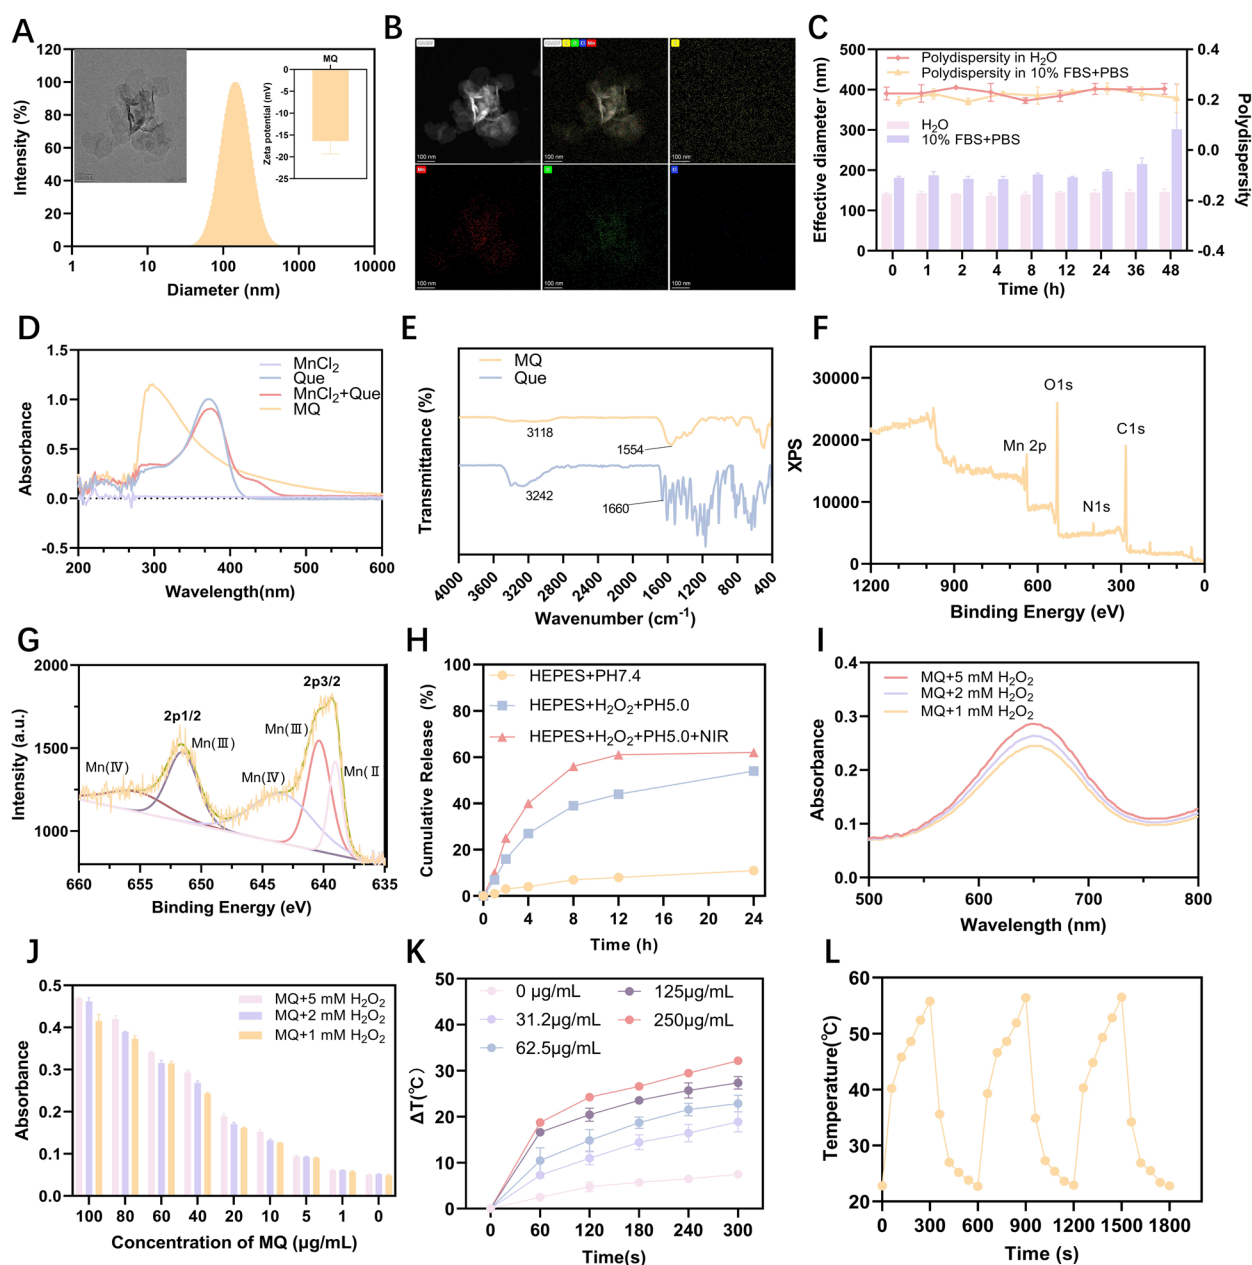 A
Intensity (%)
120
100
80
60
40
20
0
1
10
100
1000
10000
Diameter (nm)
MQ
Zeta potential (mV)
0
-5
-10
-15
-20
-25
B
Mn
Cl
Mn
Cl
100 nm
100 nm
100 nm
100 nm
100 nm
100 nm
C
Effective diameter (nm)
500
400
300
200
100
0
Polydispersity in H₂O
Polydispersity in 10% FBS+PBS
H₂O
10% FBS+PBS
0.4
0.2
0.0
-0.2
-0.4
Polydispersity
0 1 2 4 8 12 24 36 48
Time (h)
D
Absorbance
1.5
1.0
0.5
0.0
-0.5
MnCl₂
Que
MnCl₂+Que
MQ
200 300 400 500 600
Wavelength(nm)
E
Transmittance (%)
MQ
Que
3118
1554
3242
1660
4000 3600 3200 2800 2400 2000 1600 1200 800 400
Wavenumber (cm⁻¹)
F
XPS
30000
20000
10000
0
O1s
C1s
Mn 2p
N1s
1200 900 600 300 0
Binding Energy (eV)
G
Intensity (a.u.)
2000
1500
1000
2p3/2
2p1/2
Mn(Ⅲ)
Mn(Ⅲ)
Mn(Ⅳ)
Mn(Ⅳ)
Mn(Ⅱ
660 655 650 645 640 635
Binding Energy (eV)
H
Cumulative Release (%)
100
80
60
40
20
0
HEPES+PH7.4
HEPES+H₂O₂+PH5.0
HEPES+H₂O₂+PH5.0+NIR
0 4 8 12 16 20 24
Time (h)
I
Absorbance
0.4
0.3
0.2
0.1
0.0
MQ+5 mM H₂O₂
MQ+2 mM H₂O₂
MQ+1 mM H₂O₂
500 600 700 800
Wavelength (nm)
J
Absorbance
0.5
0.4
0.3
0.2
0.1
0.0
MQ+5 mM H₂O₂
MQ+2 mM H₂O₂
MQ+1 mM H₂O₂
100 80 60 40 20 10 5 1 0
Concentration of MQ (μg/mL)
K
ΔT(℃)
50
40
30
20
10
0
0 μg/mL
31.2μg/mL
62.5μg/mL
125μg/mL
250μg/mL
0 60 120 180 240 300
Time(s)
L
Temperature(℃)
60
50
40
30
20
0 300 600 900 1200 1500 1800
Time (s)